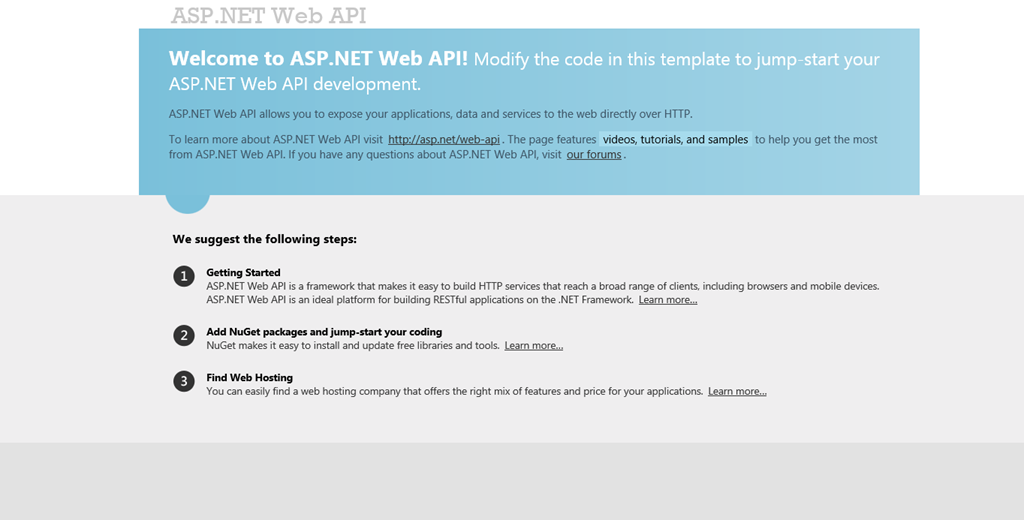 ASP.NET Web API
Welcome to ASP.NET Web API! Modify the code in this template to jump-start your
ASP.NET Web API development.
ASP.NET Web API allows you to expose your applications, data and services to the web directly over HTTP.
To learn more about ASP.NET Web API visit http://asp.net/web-api. The page features videos, tutorials, and samples to help you get the most
from ASP.NET Web API. If you have any questions about ASP.NET Web API, visit our forums.
We suggest the following steps:
1 Getting Started
ASP.NET Web API is a framework that makes it easy to build HTTP services that reach a broad range of clients, including browsers and mobile devices.
ASP.NET Web API is an ideal platform for building RESTful applications on the .NET Framework. Learn more...
2 Add NuGet packages and jump-start your coding
NuGet makes it easy to install and update free libraries and tools. Learn more...
3 Find Web Hosting
You can easily find a web hosting company that offers the right mix of features and price for your applications. Learn more...